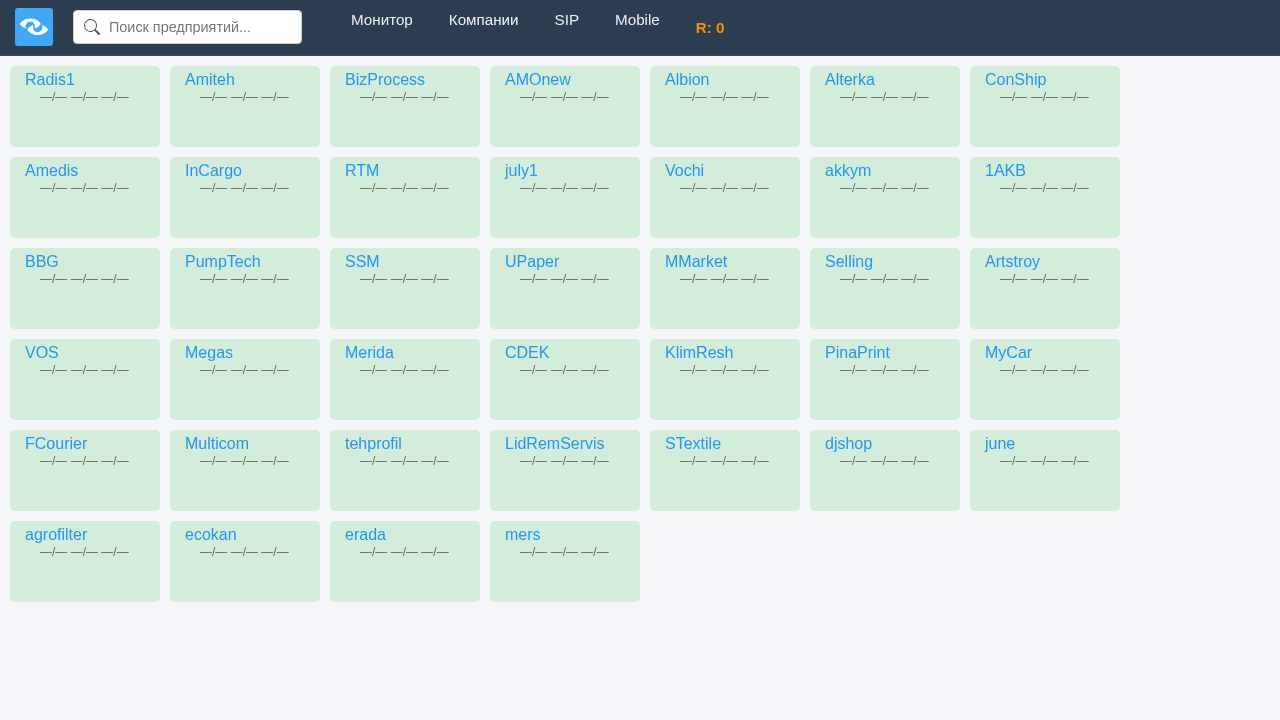 Поиск предприятий... Монитор Компании SIP Mobile R: 0
Radis1 Amiteh BizProcess AMOnew Albion Alterka ConShip
—/— —/— —/— —/— —/— —/— —/— —/— —/— —/— —/— —/— —/— —/— —/— —/— —/— —/— —/— —/— —/—
Amedis InCargo RTM july1 Vochi akkym 1AKB
—/— —/— —/— —/— —/— —/— —/— —/— —/— —/— —/— —/— —/— —/— —/— —/— —/— —/— —/— —/— —/—
BBG PumpTech SSM UPaper MMarket Selling Artstroy
—/— —/— —/— —/— —/— —/— —/— —/— —/— —/— —/— —/— —/— —/— —/— —/— —/— —/— —/— —/— —/—
VOS Megas Merida CDEK KlimResh PinaPrint MyCar
—/— —/— —/— —/— —/— —/— —/— —/— —/— —/— —/— —/— —/— —/— —/— —/— —/— —/— —/— —/— —/—
FCourier Multicom tehprofil LidRemServis STextile djshop june
—/— —/— —/— —/— —/— —/— —/— —/— —/— —/— —/— —/— —/— —/— —/— —/— —/— —/— —/— —/— —/—
agrofilter ecokan erada mers
—/— —/— —/— —/— —/— —/— —/— —/— —/— —/— —/— —/—